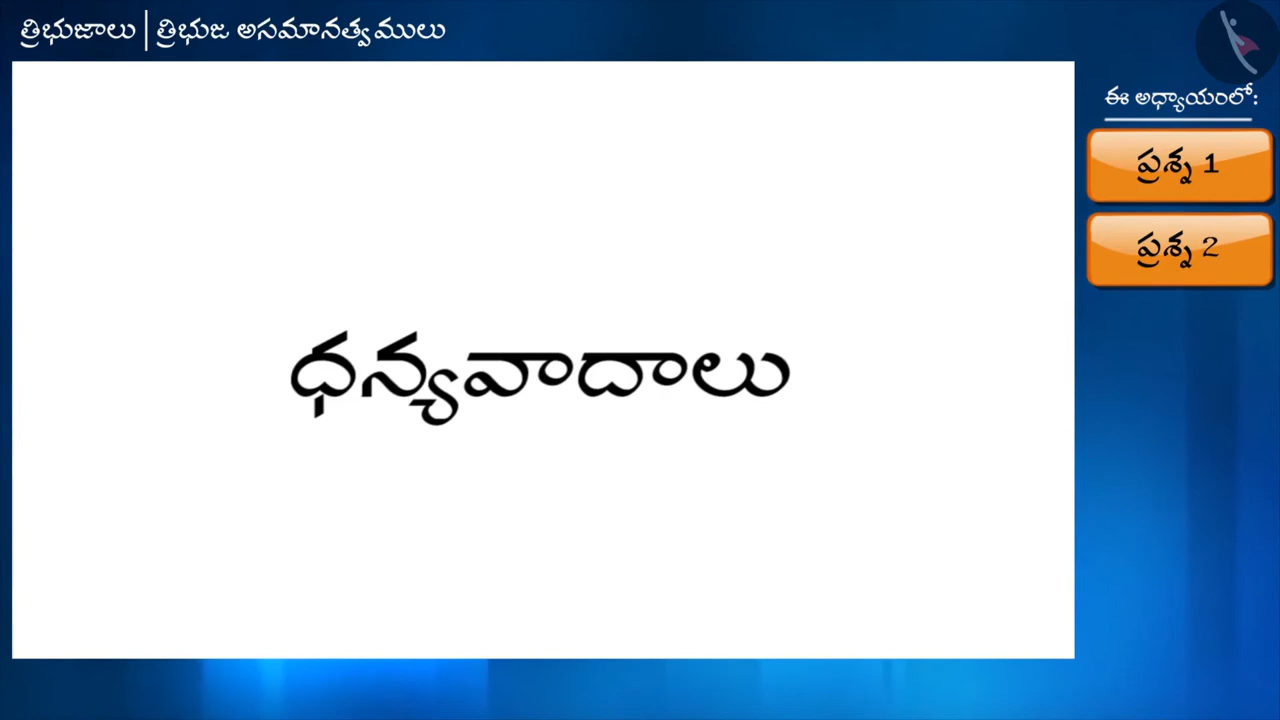 త్రిభుజాలు | త్రిభుజ అసమానత్వములు
ఈ అధ్యాయంలో:
ప్రశ్న 1
ప్రశ్న 2
ధన్యవాదాలు